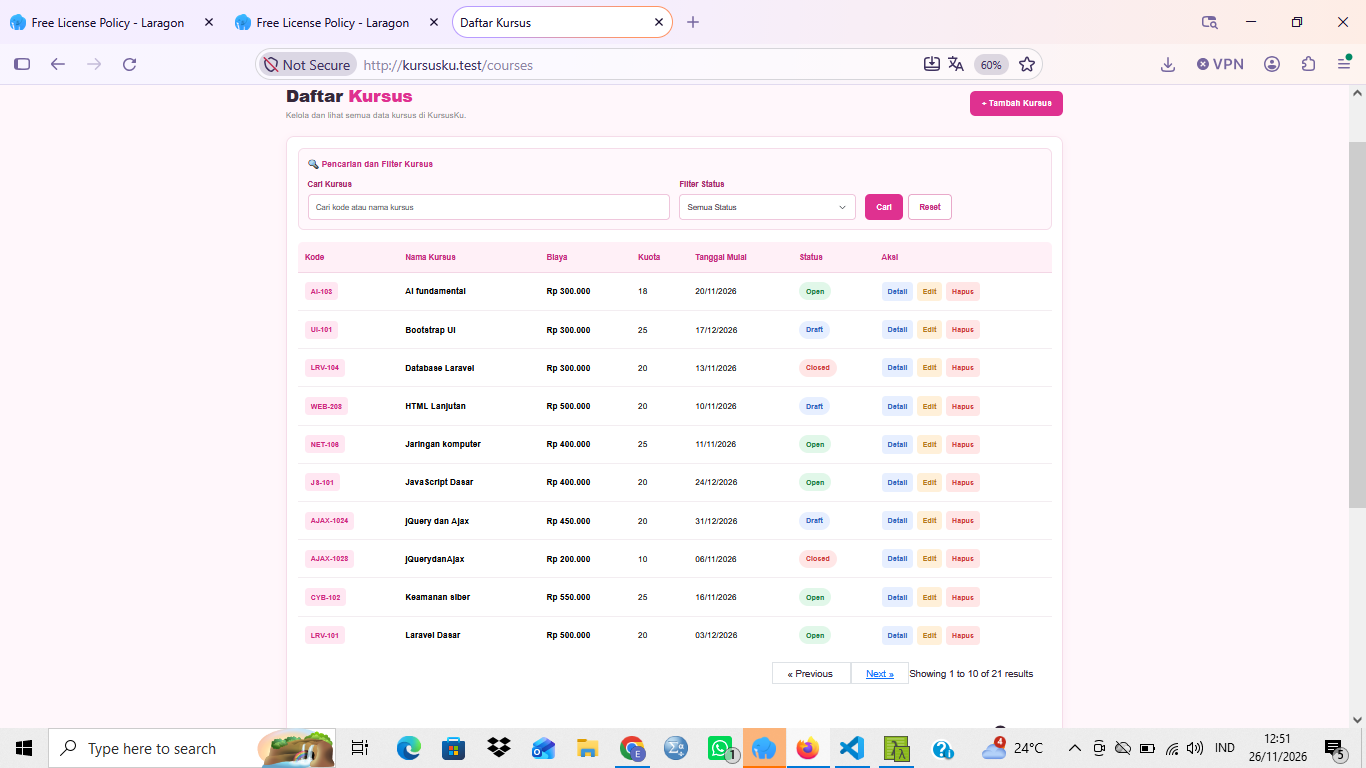 Free License Policy - Laragon
Free License Policy - Laragon
Daftar Kursus
Not Secure http://kursusku.test/courses 60% VPN
Daftar Kursus
+ Tambah Kursus
Kelola dan lihat semua data kursus di KursusKu.
Pencarian dan Filter Kursus
Cari Kursus Filter Status
Cari kode atau nama kursus Semua Status Cari Reset
Kode Nama Kursus Biaya Kuota Tanggal Mulai Status Aksi
AI-103 AI fundamental Rp 300.000 18 20/11/2026 Open Detail Edit Hapus
UI-101 Bootstrap UI Rp 300.000 25 17/12/2026 Draft Detail Edit Hapus
LRV-104 Database Laravel Rp 300.000 20 13/11/2026 Closed Detail Edit Hapus
WEB-203 HTML Lanjutan Rp 500.000 20 10/11/2026 Draft Detail Edit Hapus
NET-106 Jaringan komputer Rp 400.000 25 11/11/2026 Open Detail Edit Hapus
JS-101 JavaScript Dasar Rp 400.000 20 24/12/2026 Open Detail Edit Hapus
AJAX-1024 jQuery dan Ajax Rp 450.000 20 31/12/2026 Draft Detail Edit Hapus
AJAX-1028 jQuerydanAjax Rp 200.000 10 06/11/2026 Closed Detail Edit Hapus
CYB-102 Keamanan siber Rp 550.000 25 16/11/2026 Open Detail Edit Hapus
LRV-101 Laravel Dasar Rp 500.000 20 03/12/2026 Open Detail Edit Hapus
« Previous Next » Showing 1 to 10 of 21 results
Type here to search 1 4 24°C IND 12:51
26/11/2026 5